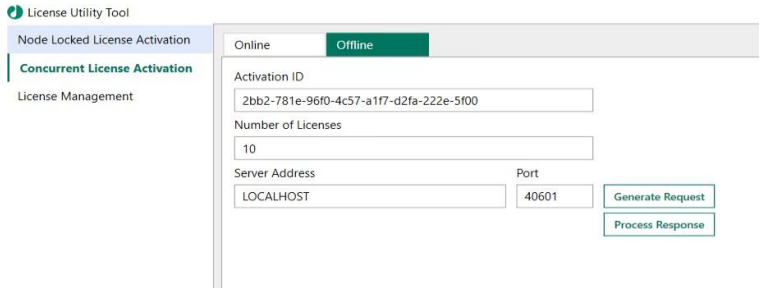 License Utility Tool
Node Locked License Activation
Concurrent License Activation
License Management
Online
Offline
Activation ID
2bb2-781e-96f0-4c57-a1f7-d2fa-222e-5f00
Number of Licenses
10
Server Address
Port
LOCALHOST
40601
Generate Request
Process Response